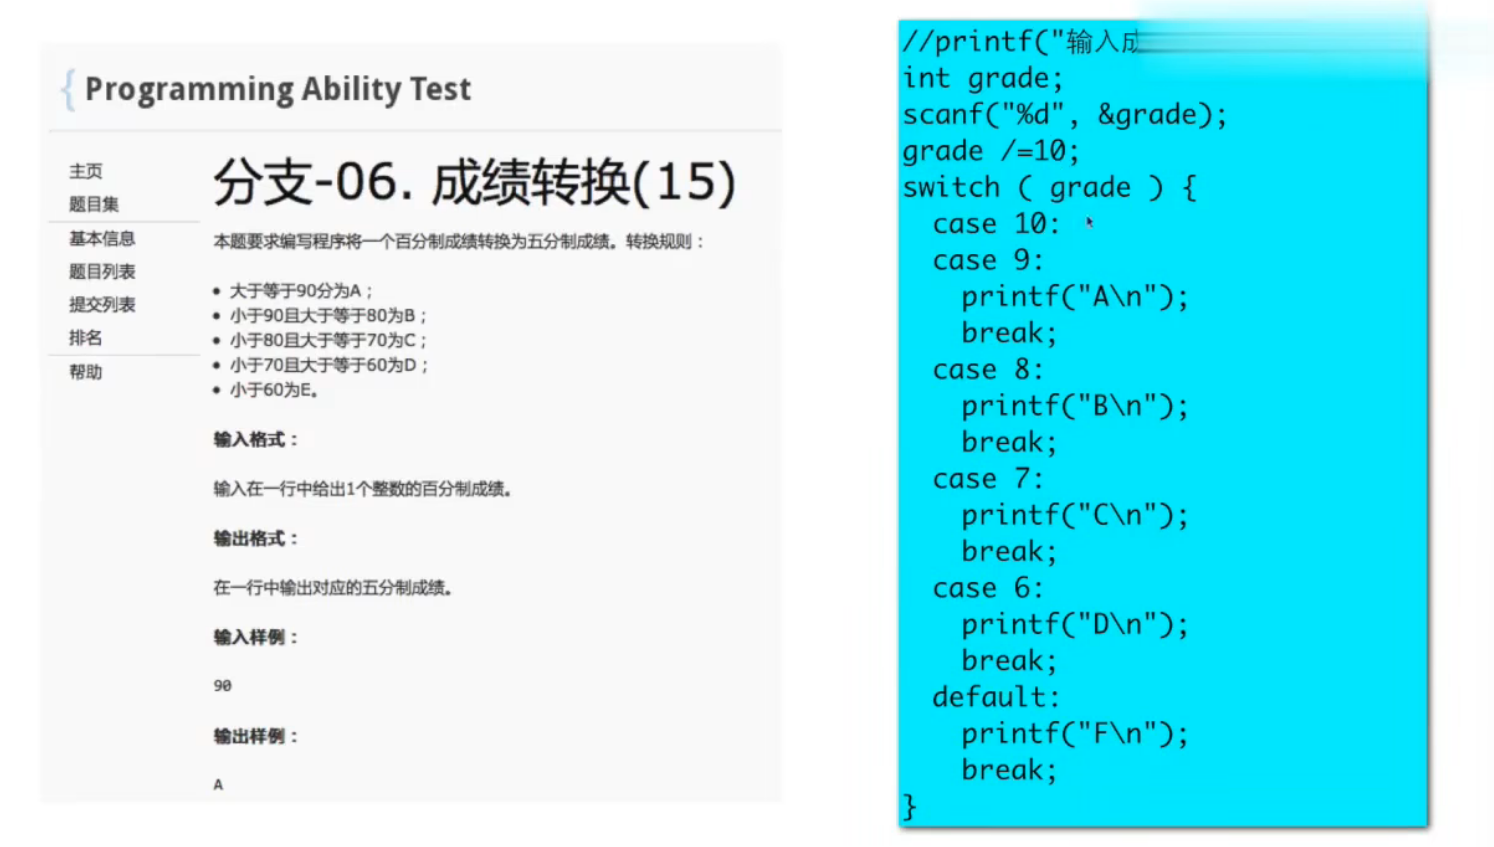 { Programming Ability Test
主页
题目集
基本信息
题目列表
提交列表
排名
帮助
分支-06. 成绩转换(15)
本题要求编写程序将一个百分制成绩转换为五分制成绩。转换规则：
• 大于等于90分为A；
• 小于90且大于等于80为B；
• 小于80且大于等于70为C；
• 小于70且大于等于60为D；
• 小于60为E。
输入格式：
输入在一行中给出1个整数的百分制成绩。
输出格式：
在一行中输出对应的五分制成绩。
输入样例：
90
输出样例：
A
//printf("输入成
int grade;
scanf("%d", &grade);
grade /=10;
switch ( grade ) {
case 10:
case 9:
printf("A\n");
break;
case 8:
printf("B\n");
break;
case 7:
printf("C\n");
break;
case 6:
printf("D\n");
break;
default:
printf("F\n");
break;
}